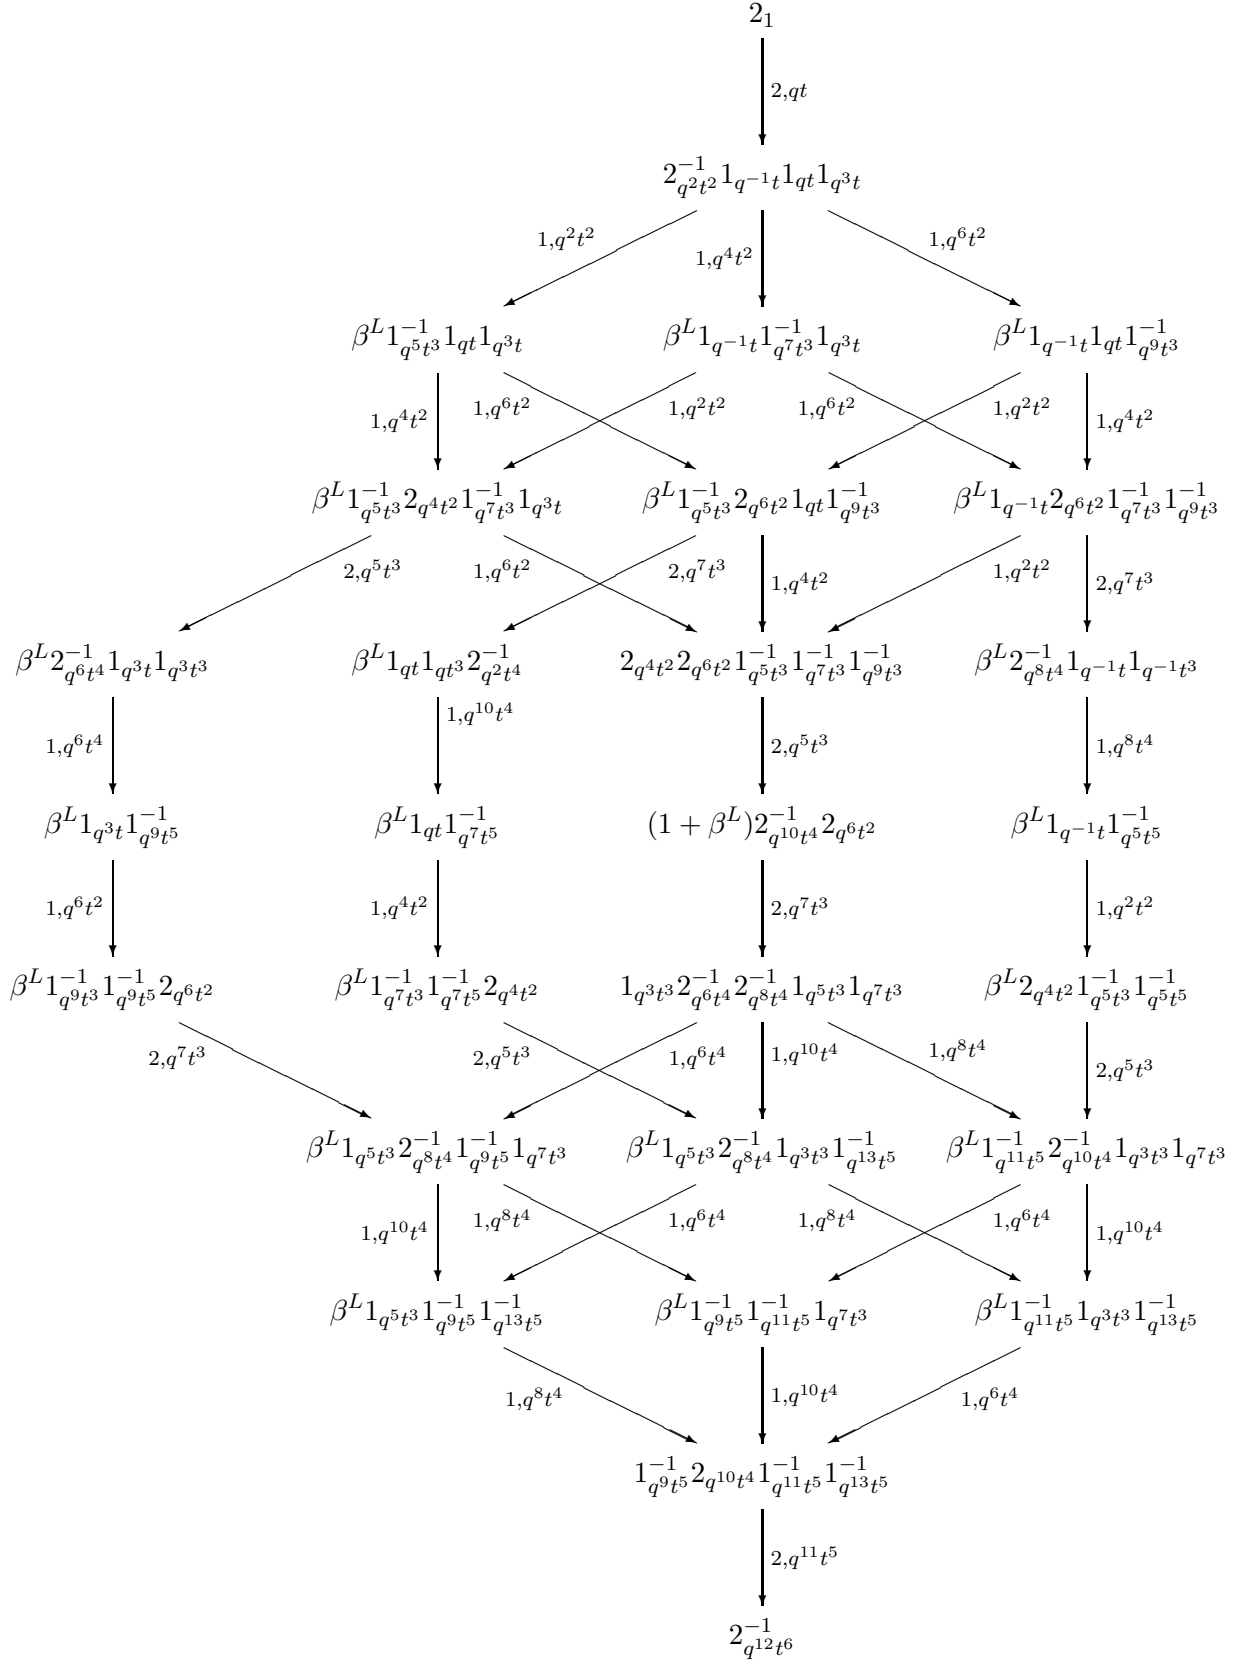 2_1
2,qt
2^{-1}_{q^2t^2}1_{q^{-1}t}1_{qt}1_{q^3t}
1,q^2t^2 1,q^4t^2 1,q^6t^2
β^L1^{-1}_{q^5t^3}1_{qt}1_{q^3t} β^L1_{q^{-1}t}1^{-1}_{q^7t^3}1_{q^3t} β^L1_{q^{-1}t}1_{qt}1^{-1}_{q^9t^3}
1,q^4t^2 1,q^6t^2 1,q^2t^2 1,q^6t^2 1,q^2t^2 1,q^4t^2
β^L1^{-1}_{q^5t^3}2_{q^4t^2}1^{-1}_{q^7t^3}1_{q^3t} β^L1^{-1}_{q^5t^3}2_{q^6t^2}1_{qt}1^{-1}_{q^9t^3} β^L1_{q^{-1}t}2_{q^6t^2}1^{-1}_{q^7t^3}1^{-1}_{q^9t^3}
2,q^5t^3 1,q^6t^2 2,q^7t^3 1,q^4t^2 1,q^2t^2 2,q^7t^3
β^L2^{-1}_{q^6t^4}1_{q^3t}1_{q^3t^3} β^L1_{qt}1_{qt^3}2^{-1}_{q^2t^4} 2_{q^4t^2}2_{q^6t^2}1^{-1}_{q^5t^3}1^{-1}_{q^7t^3}1^{-1}_{q^9t^3} β^L2^{-1}_{q^8t^4}1_{q^{-1}t}1_{q^{-1}t^3}
1,q^6t^4 1,q^{10}t^4 2,q^5t^3 1,q^8t^4
β^L1_{q^3t}1^{-1}_{q^9t^5} β^L1_{qt}1^{-1}_{q^7t^5} (1 + β^L)2^{-1}_{q^{10}t^4}2_{q^6t^2} β^L1_{q^{-1}t}1^{-1}_{q^5t^5}
1,q^6t^2 1,q^4t^2 2,q^7t^3 1,q^2t^2
β^L1^{-1}_{q^9t^3}1^{-1}_{q^9t^5}2_{q^6t^2} β^L1^{-1}_{q^7t^3}1^{-1}_{q^7t^5}2_{q^4t^2} 1_{q^3t^3}2^{-1}_{q^6t^4}2^{-1}_{q^8t^4}1_{q^5t^3}1_{q^7t^3} β^L2_{q^4t^2}1^{-1}_{q^5t^3}1^{-1}_{q^5t^5}
2,q^7t^3 2,q^5t^3 1,q^6t^4 1,q^{10}t^4 1,q^8t^4 2,q^5t^3
β^L1_{q^5t^3}2^{-1}_{q^8t^4}1^{-1}_{q^9t^5}1_{q^7t^3} β^L1_{q^5t^3}2^{-1}_{q^8t^4}1_{q^3t^3}1^{-1}_{q^{13}t^5} β^L1^{-1}_{q^{11}t^5}2^{-1}_{q^{10}t^4}1_{q^3t^3}1_{q^7t^3}
1,q^{10}t^4 1,q^8t^4 1,q^6t^4 1,q^8t^4 1,q^6t^4 1,q^{10}t^4
β^L1_{q^5t^3}1^{-1}_{q^9t^5}1^{-1}_{q^{13}t^5} β^L1^{-1}_{q^9t^5}1^{-1}_{q^{11}t^5}1_{q^7t^3} β^L1^{-1}_{q^{11}t^5}1_{q^3t^3}1^{-1}_{q^{13}t^5}
1,q^8t^4 1,q^{10}t^4 1,q^6t^4
1^{-1}_{q^9t^5}2_{q^{10}t^4}1^{-1}_{q^{11}t^5}1^{-1}_{q^{13}t^5}
2,q^{11}t^5
2^{-1}_{q^{12}t^6}